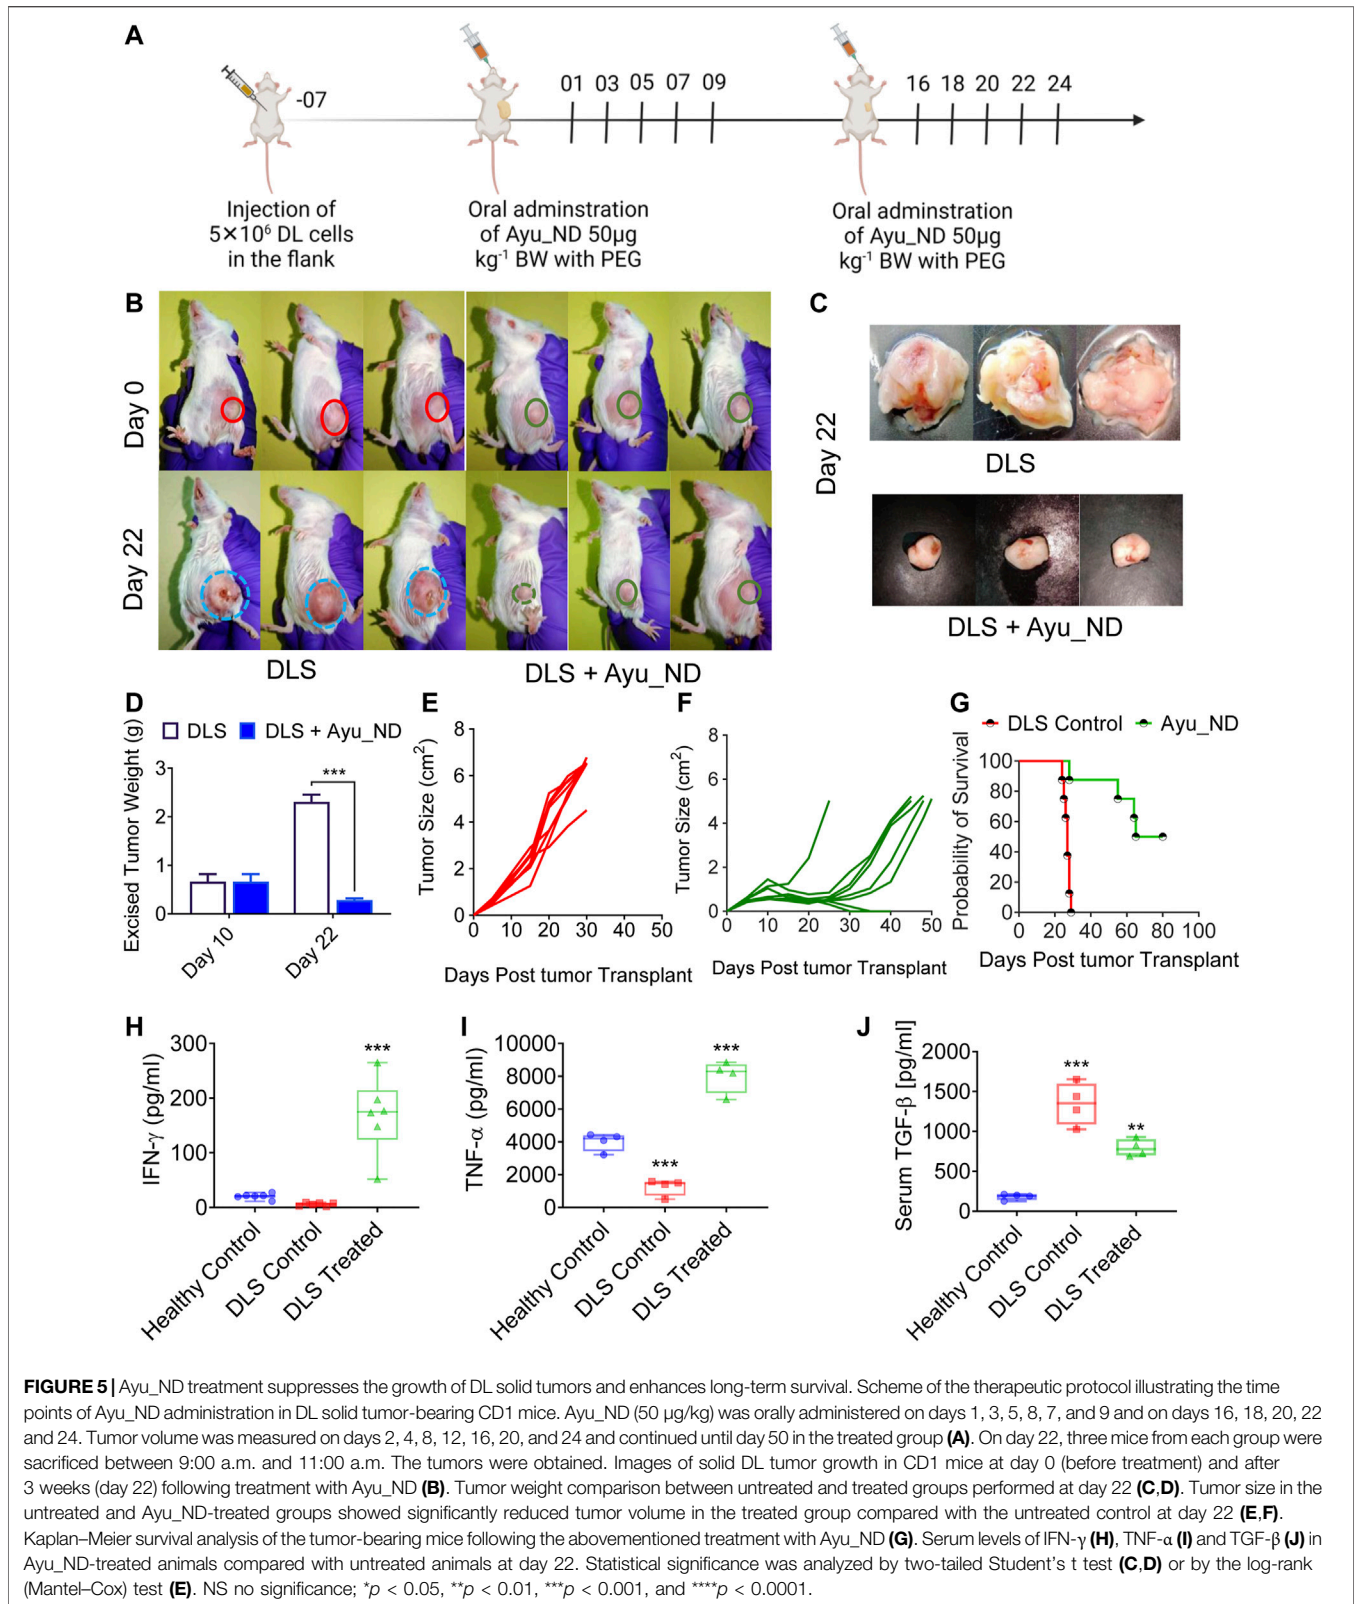 A
-07
01 03 05 07 09
16 18 20 22 24
Injection of
5×10⁶ DL cells
in the flank
Oral adminstration
of Ayu_ND 50µg
kg⁻¹ BW with PEG
Oral adminstration
of Ayu_ND 50µg
kg⁻¹ BW with PEG
B
Day 0
Day 22
DLS
DLS + Ayu_ND
C
Day 22
DLS
DLS + Ayu_ND
D
DLS
DLS + Ayu_ND
Excised Tumor Weight (g)
3
2
1
0
***
Day 10
Day 22
E
Tumor Size (cm²)
8
6
4
2
0
0 10 20 30 40 50
Days Post tumor Transplant
F
Tumor Size (cm²)
8
6
4
2
0
0 10 20 30 40 50
Days Post tumor Transplant
G
DLS Control
Ayu_ND
Probability of Survival
100
80
60
40
20
0
0 20 40 60 80 100
Days Post tumor Transplant
H
IFN-γ (pg/ml)
300
200
100
0
***
Healthy Control
DLS Control
DLS Treated
I
TNF-α (pg/ml)
10000
8000
6000
4000
2000
0
***
***
Healthy Control
DLS Control
DLS Treated
J
Serum TGF-β [pg/ml]
2000
1500
1000
500
0
***
**
Healthy Control
DLS Control
DLS Treated
FIGURE 5 | Ayu_ND treatment suppresses the growth of DL solid tumors and enhances long-term survival. Scheme of the therapeutic protocol illustrating the time
points of Ayu_ND administration in DL solid tumor-bearing CD1 mice. Ayu_ND (50 µg/kg) was orally administered on days 1, 3, 5, 8, 7, and 9 and on days 16, 18, 20, 22
and 24. Tumor volume was measured on days 2, 4, 8, 12, 16, 20, and 24 and continued until day 50 in the treated group (A). On day 22, three mice from each group were
sacrificed between 9:00 a.m. and 11:00 a.m. The tumors were obtained. Images of solid DL tumor growth in CD1 mice at day 0 (before treatment) and after
3 weeks (day 22) following treatment with Ayu_ND (B). Tumor weight comparison between untreated and treated groups performed at day 22 (C,D). Tumor size in the
untreated and Ayu_ND-treated groups showed significantly reduced tumor volume in the treated group compared with the untreated control at day 22 (E,F).
Kaplan–Meier survival analysis of the tumor-bearing mice following the abovementioned treatment with Ayu_ND (G). Serum levels of IFN-γ (H), TNF-α (I) and TGF-β (J) in
Ayu_ND-treated animals compared with untreated animals at day 22. Statistical significance was analyzed by two-tailed Student's t test (C,D) or by the log-rank
(Mantel–Cox) test (E). NS no significance; *p < 0.05, **p < 0.01, ***p < 0.001, and ****p < 0.0001.